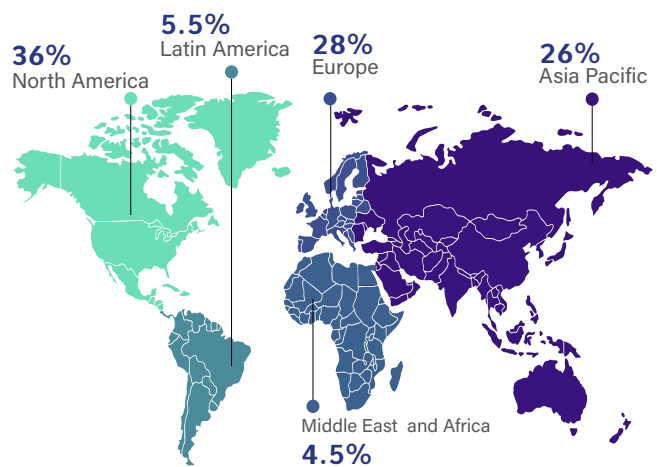 5.5%
Latin America
36%
North America
28%
Europe
26%
Asia Pacific
Middle East and Africa
4.5%